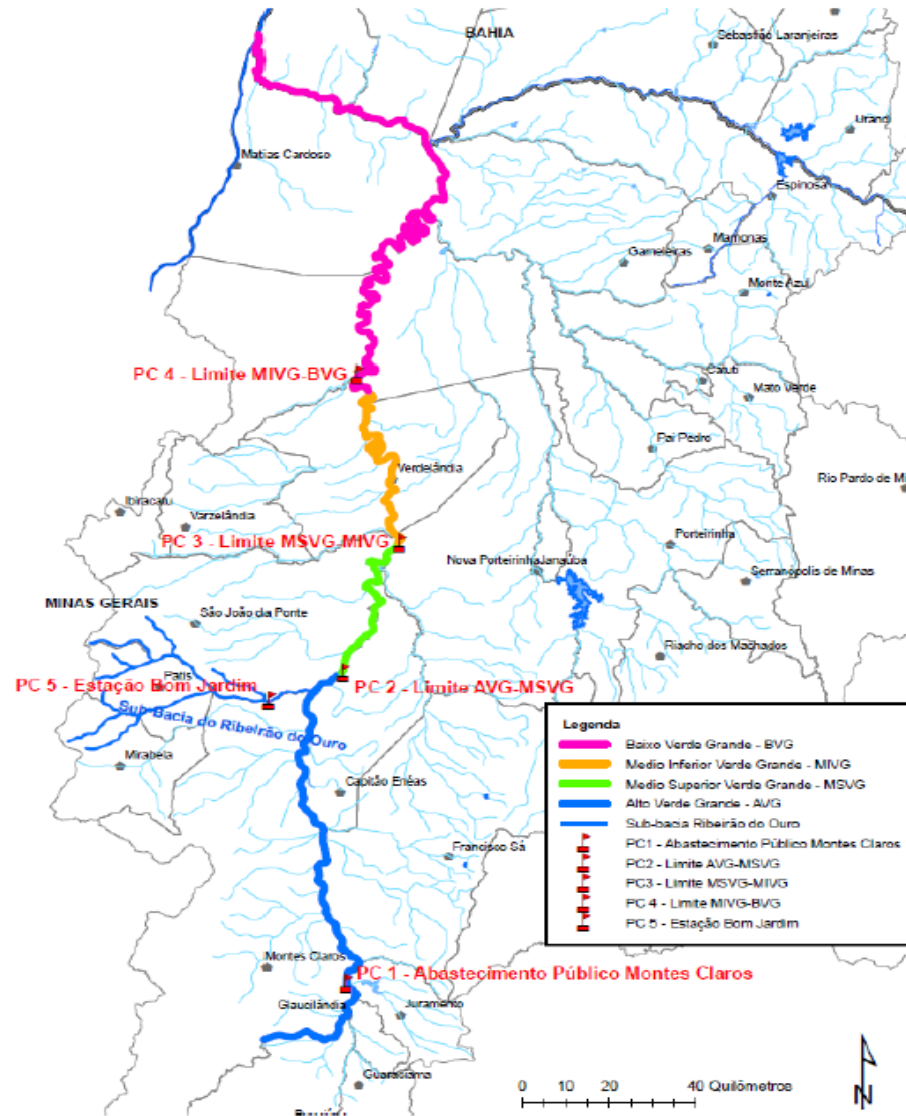 BAHIA
Sebastião Laranjeiras
Urandi
Matias Cardoso
Espinosa
Mamonas
Gameleiras
Monte Azul
PC 4 - Limite MIVG-BVG
Catuti
Mato Verde
Pai Pedro
Verdelândia
Rio Pardo de Mi
Ibiracatu
Varzelândia
PC 3 - Limite MSVG-MIVG
Porteirinha
Nova Porteirinha
Janaúba
Serranópolis de Minas
MINAS GERAIS
São João da Ponte
Riacho dos Machados
Patis
PC 5 - Estação Bom Jardim
PC 2 - Limite AVG-MSVG
Sub-Bacia do Ribeirão do Ouro
Mirabela
Capitão Enéas
Francisco Sá
Legenda
Baixo Verde Grande - BVG
Medio Inferior Verde Grande - MIVG
Medio Superior Verde Grande - MSVG
Alto Verde Grande - AVG
Sub-bacia Ribeirão do Ouro
PC1 - Abastecimento Público Montes Claros
PC2 - Limite AVG-MSVG
PC3 - Limite MSVG-MIVG
PC 4 - Limite MIVG-BVG
PC 5 - Estação Bom Jardim
Montes Claros
PC 1 - Abastecimento Público Montes Claros
Glaucilândia
Juramento
Guaraciama
0 10 20 40 Quilômetros
N